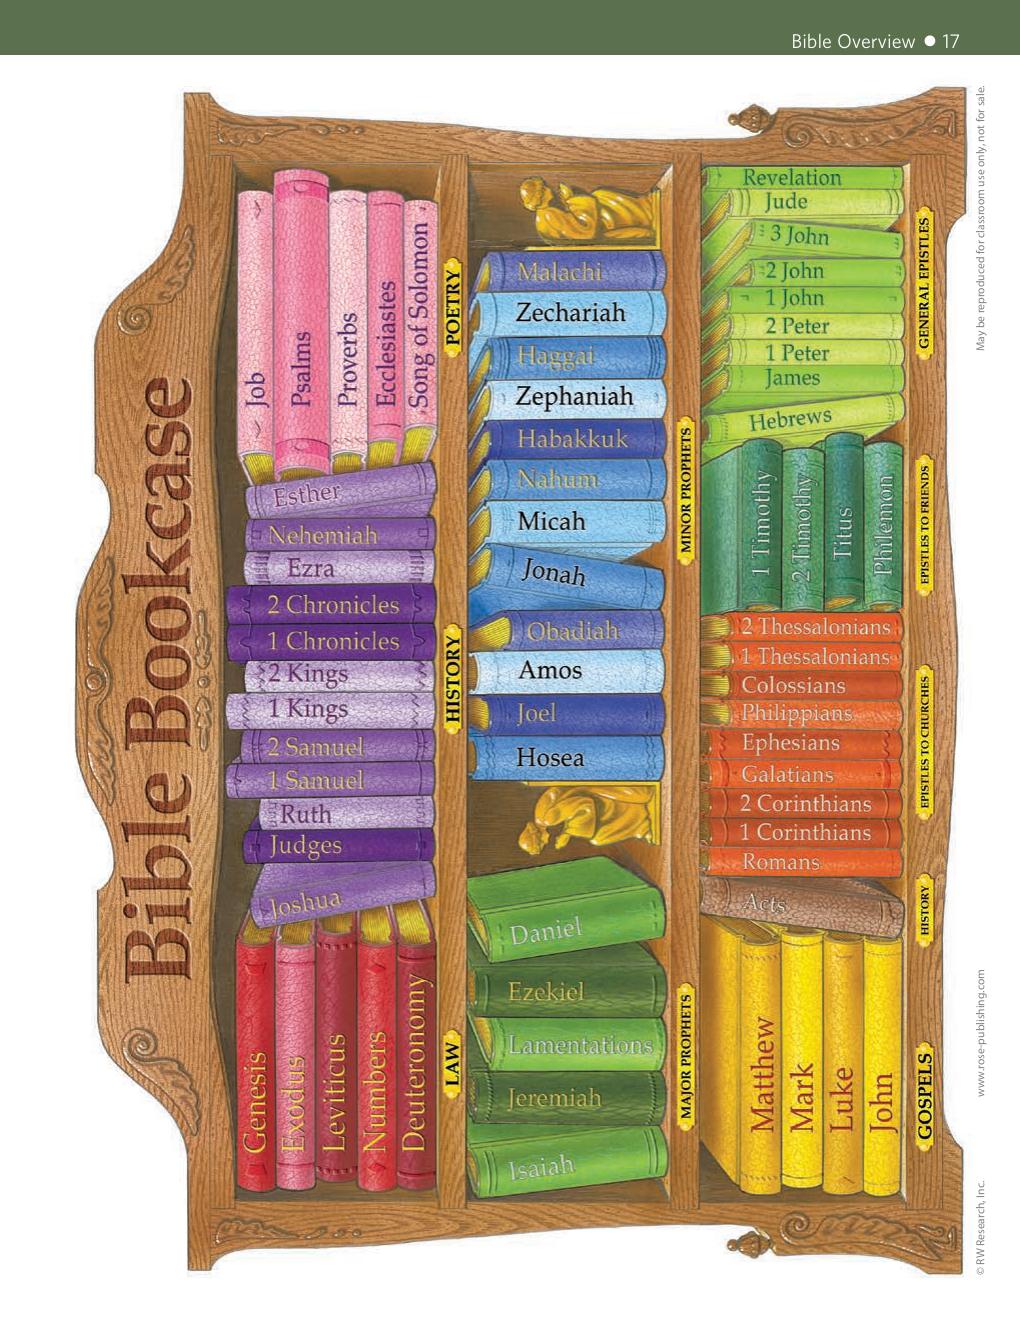 Bible Overview ● 17
Bible Bookcase
Genesis
Exodus
Leviticus
Numbers
Deuteronomy
Joshua
Judges
Ruth
1 Samuel
2 Samuel
1 Kings
2 Kings
1 Chronicles
2 Chronicles
Ezra
Nehemiah
Esther
Job
Psalms
Proverbs
Ecclesiastes
Song of Solomon
LAW
HISTORY
POETRY
Isaiah
Jeremiah
Lamentations
Ezekiel
Daniel
Hosea
Joel
Amos
Obadiah
Jonah
Micah
Nahum
Habakkuk
Zephaniah
Haggai
Zechariah
Malachi
MAJOR PROPHETS
MINOR PROPHETS
Matthew
Mark
Luke
John
Acts
Romans
1 Corinthians
2 Corinthians
Galatians
Ephesians
Philippians
Colossians
1 Thessalonians
2 Thessalonians
1 Timothy
2 Timothy
Titus
Philemon
Hebrews
James
1 Peter
2 Peter
1 John
2 John
3 John
Jude
Revelation
GOSPELS
HISTORY
EPISTLES TO CHURCHES
EPISTLES TO FRIENDS
GENERAL EPISTLES
© RW Research, Inc.
www.rose-publishing.com
May be reproduced for classroom use only, not for sale.